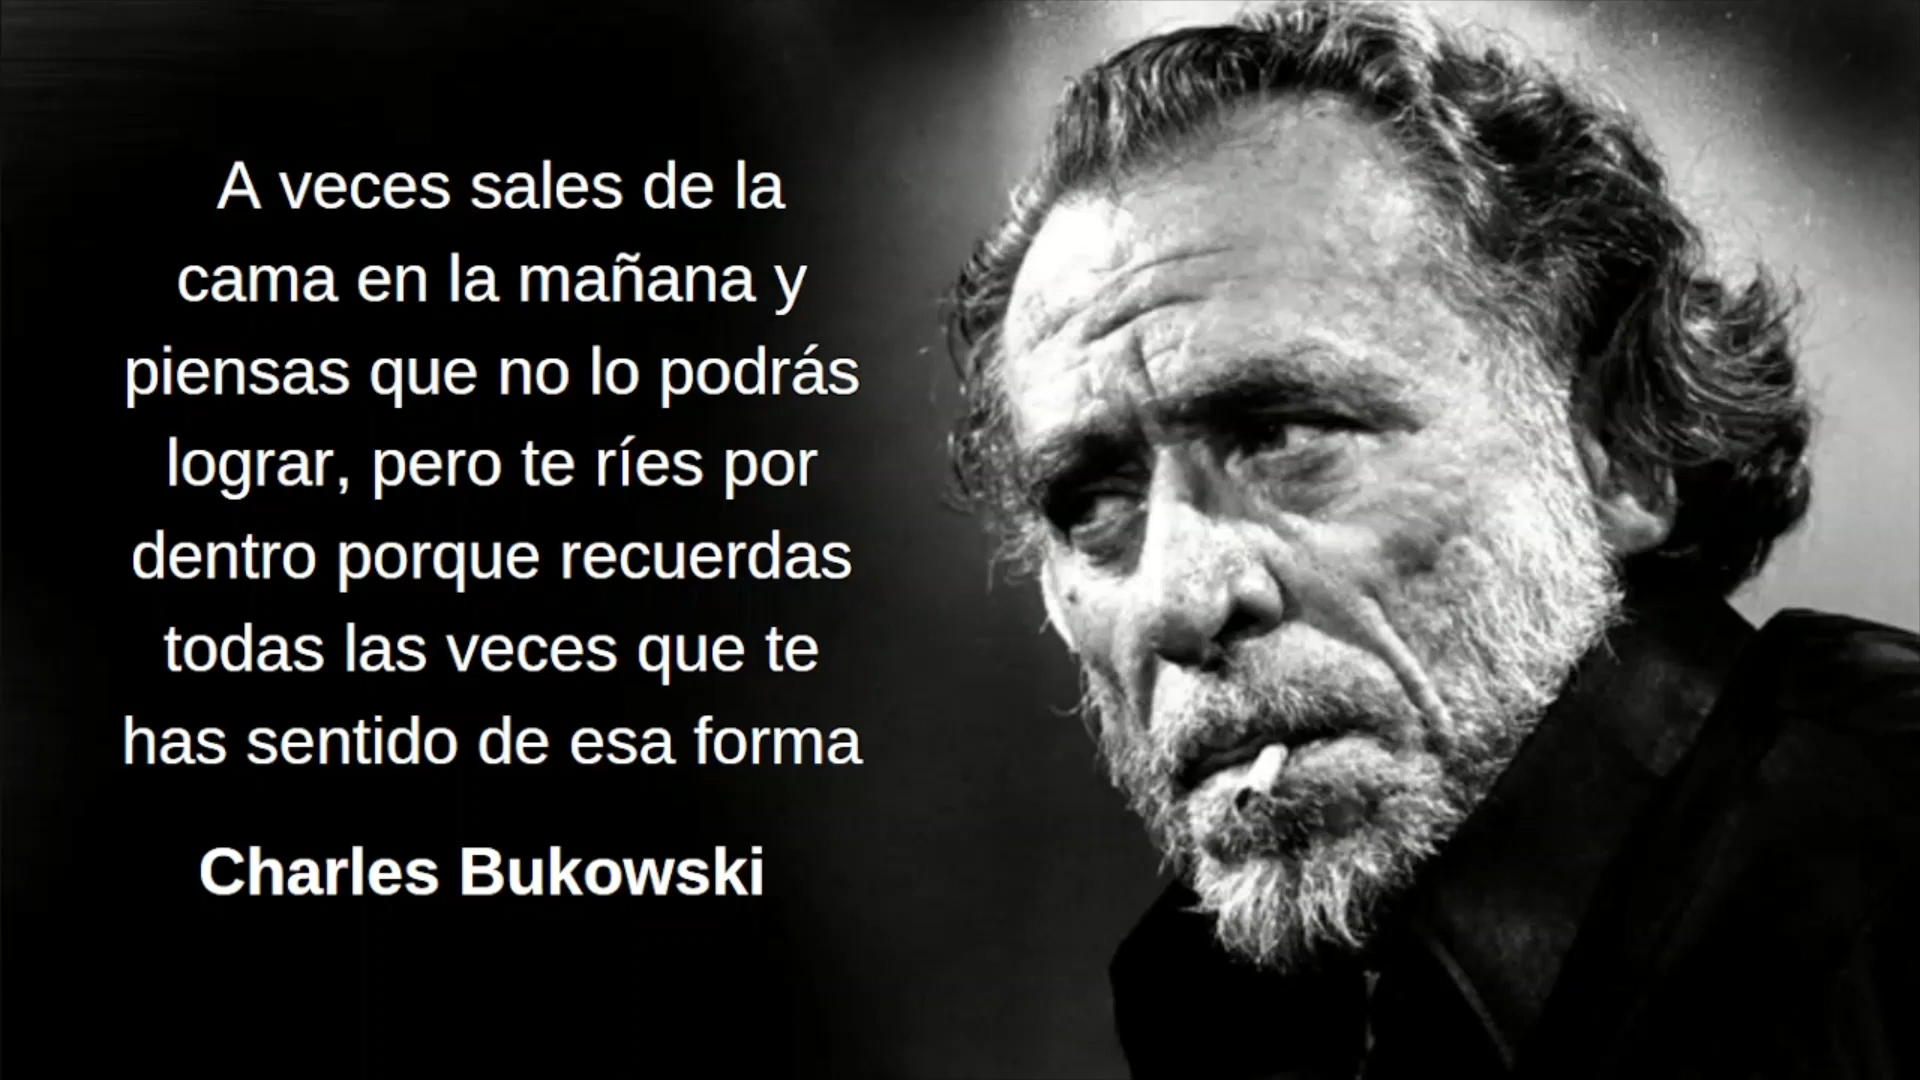 A veces sales de la
cama en la mañana y
piensas que no lo podrás
lograr, pero te ríes por
dentro porque recuerdas
todas las veces que te
has sentido de esa forma
Charles Bukowski